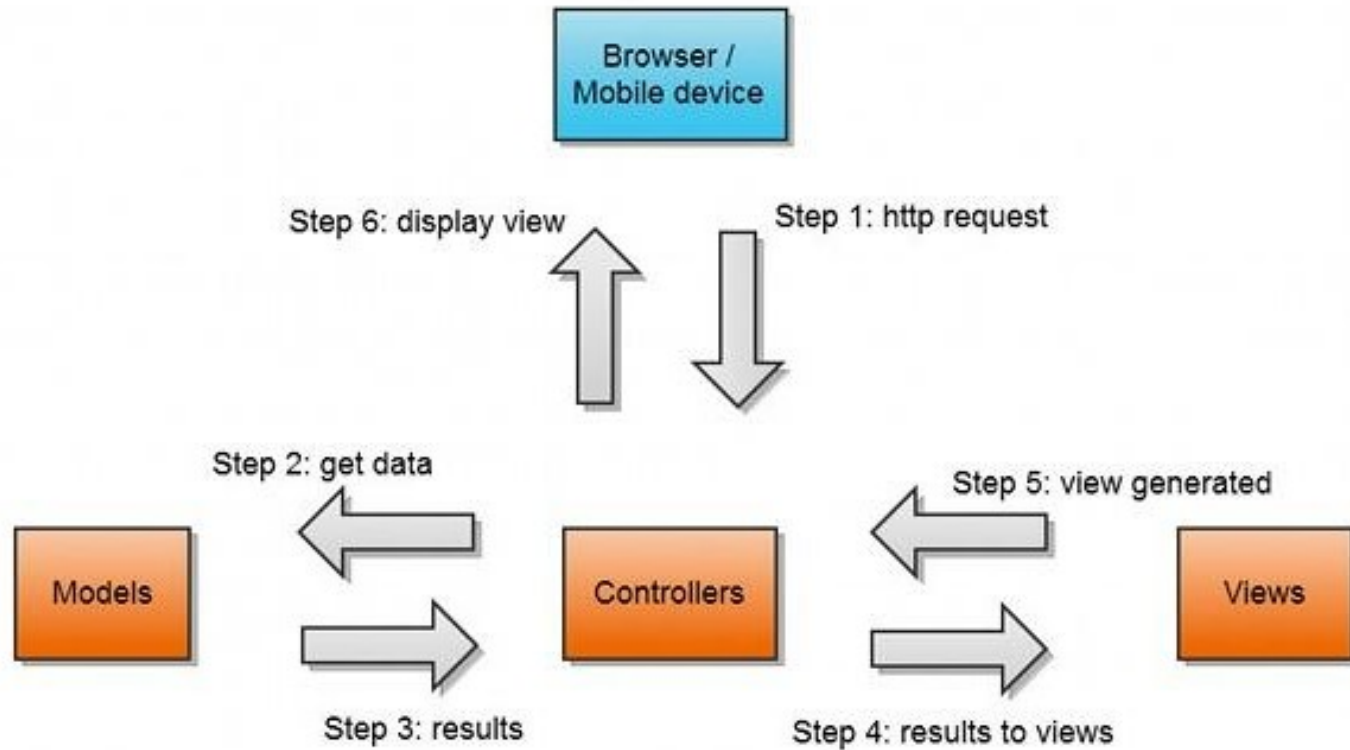 Browser /
Mobile device
Step 6: display view
Step 1: http request
Step 2: get data
Step 5: view generated
Models
Controllers
Views
Step 3: results
Step 4: results to views